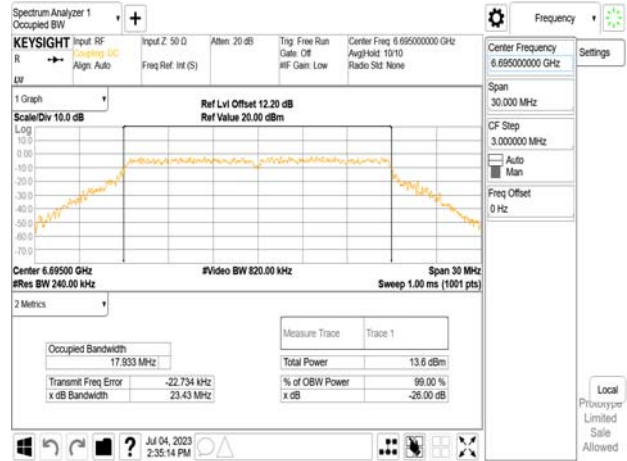 Spectrum Analyzer 1
Occupied BW
Frequency
KEYSIGHT
Input: RF
Coupling: DC
Align: Auto
Input Z: 50 Ω
Freq Ref: Int (S)
Atten: 20 dB
Trig: Free Run
Gate: Off
#IF Gain: Low
Center Freq: 6.695000000 GHz
Avg|Hold: 10/10
Radio Std: None
R
LXI
Center Frequency
6.695000000 GHz
Settings
Span
30.000 MHz
CF Step
3.000000 MHz
Auto
Man
Freq Offset
0 Hz
1 Graph
Scale/Div 10.0 dB
Ref Lvl Offset 12.20 dB
Ref Value 20.00 dBm
Log
10.0
0.00
-10.0
-20.0
-30.0
-40.0
-50.0
-60.0
-70.0
Center 6.69500 GHz
#Res BW 240.00 kHz
#Video BW 820.00 kHz
Span 30 MHz
Sweep 1.00 ms (1001 pts)
2 Metrics
Measure Trace
Trace 1
Occupied Bandwidth
17.933 MHz
Total Power
13.6 dBm
Transmit Freq Error
-22.734 kHz
% of OBW Power
99.00 %
x dB Bandwidth
23.43 MHz
x dB
-26.00 dB
Local
Prototype
Limited
Sale
Allowed
?
Jul 04, 2023
2:35:14 PM